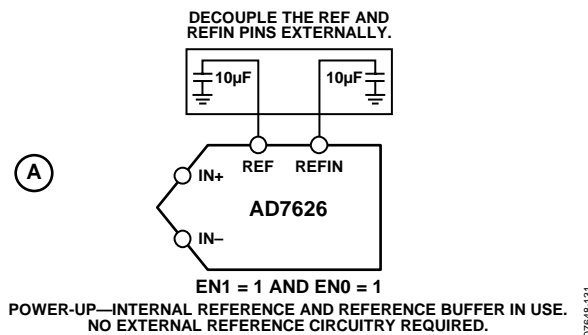 DECOUPLE THE REF AND
REFIN PINS EXTERNALLY.
10µF
10µF
REF
REFIN
A
IN+
AD7626
IN–
EN1 = 1 AND EN0 = 1
POWER-UP—INTERNAL REFERENCE AND REFERENCE BUFFER IN USE.
NO EXTERNAL REFERENCE CIRCUITRY REQUIRED.